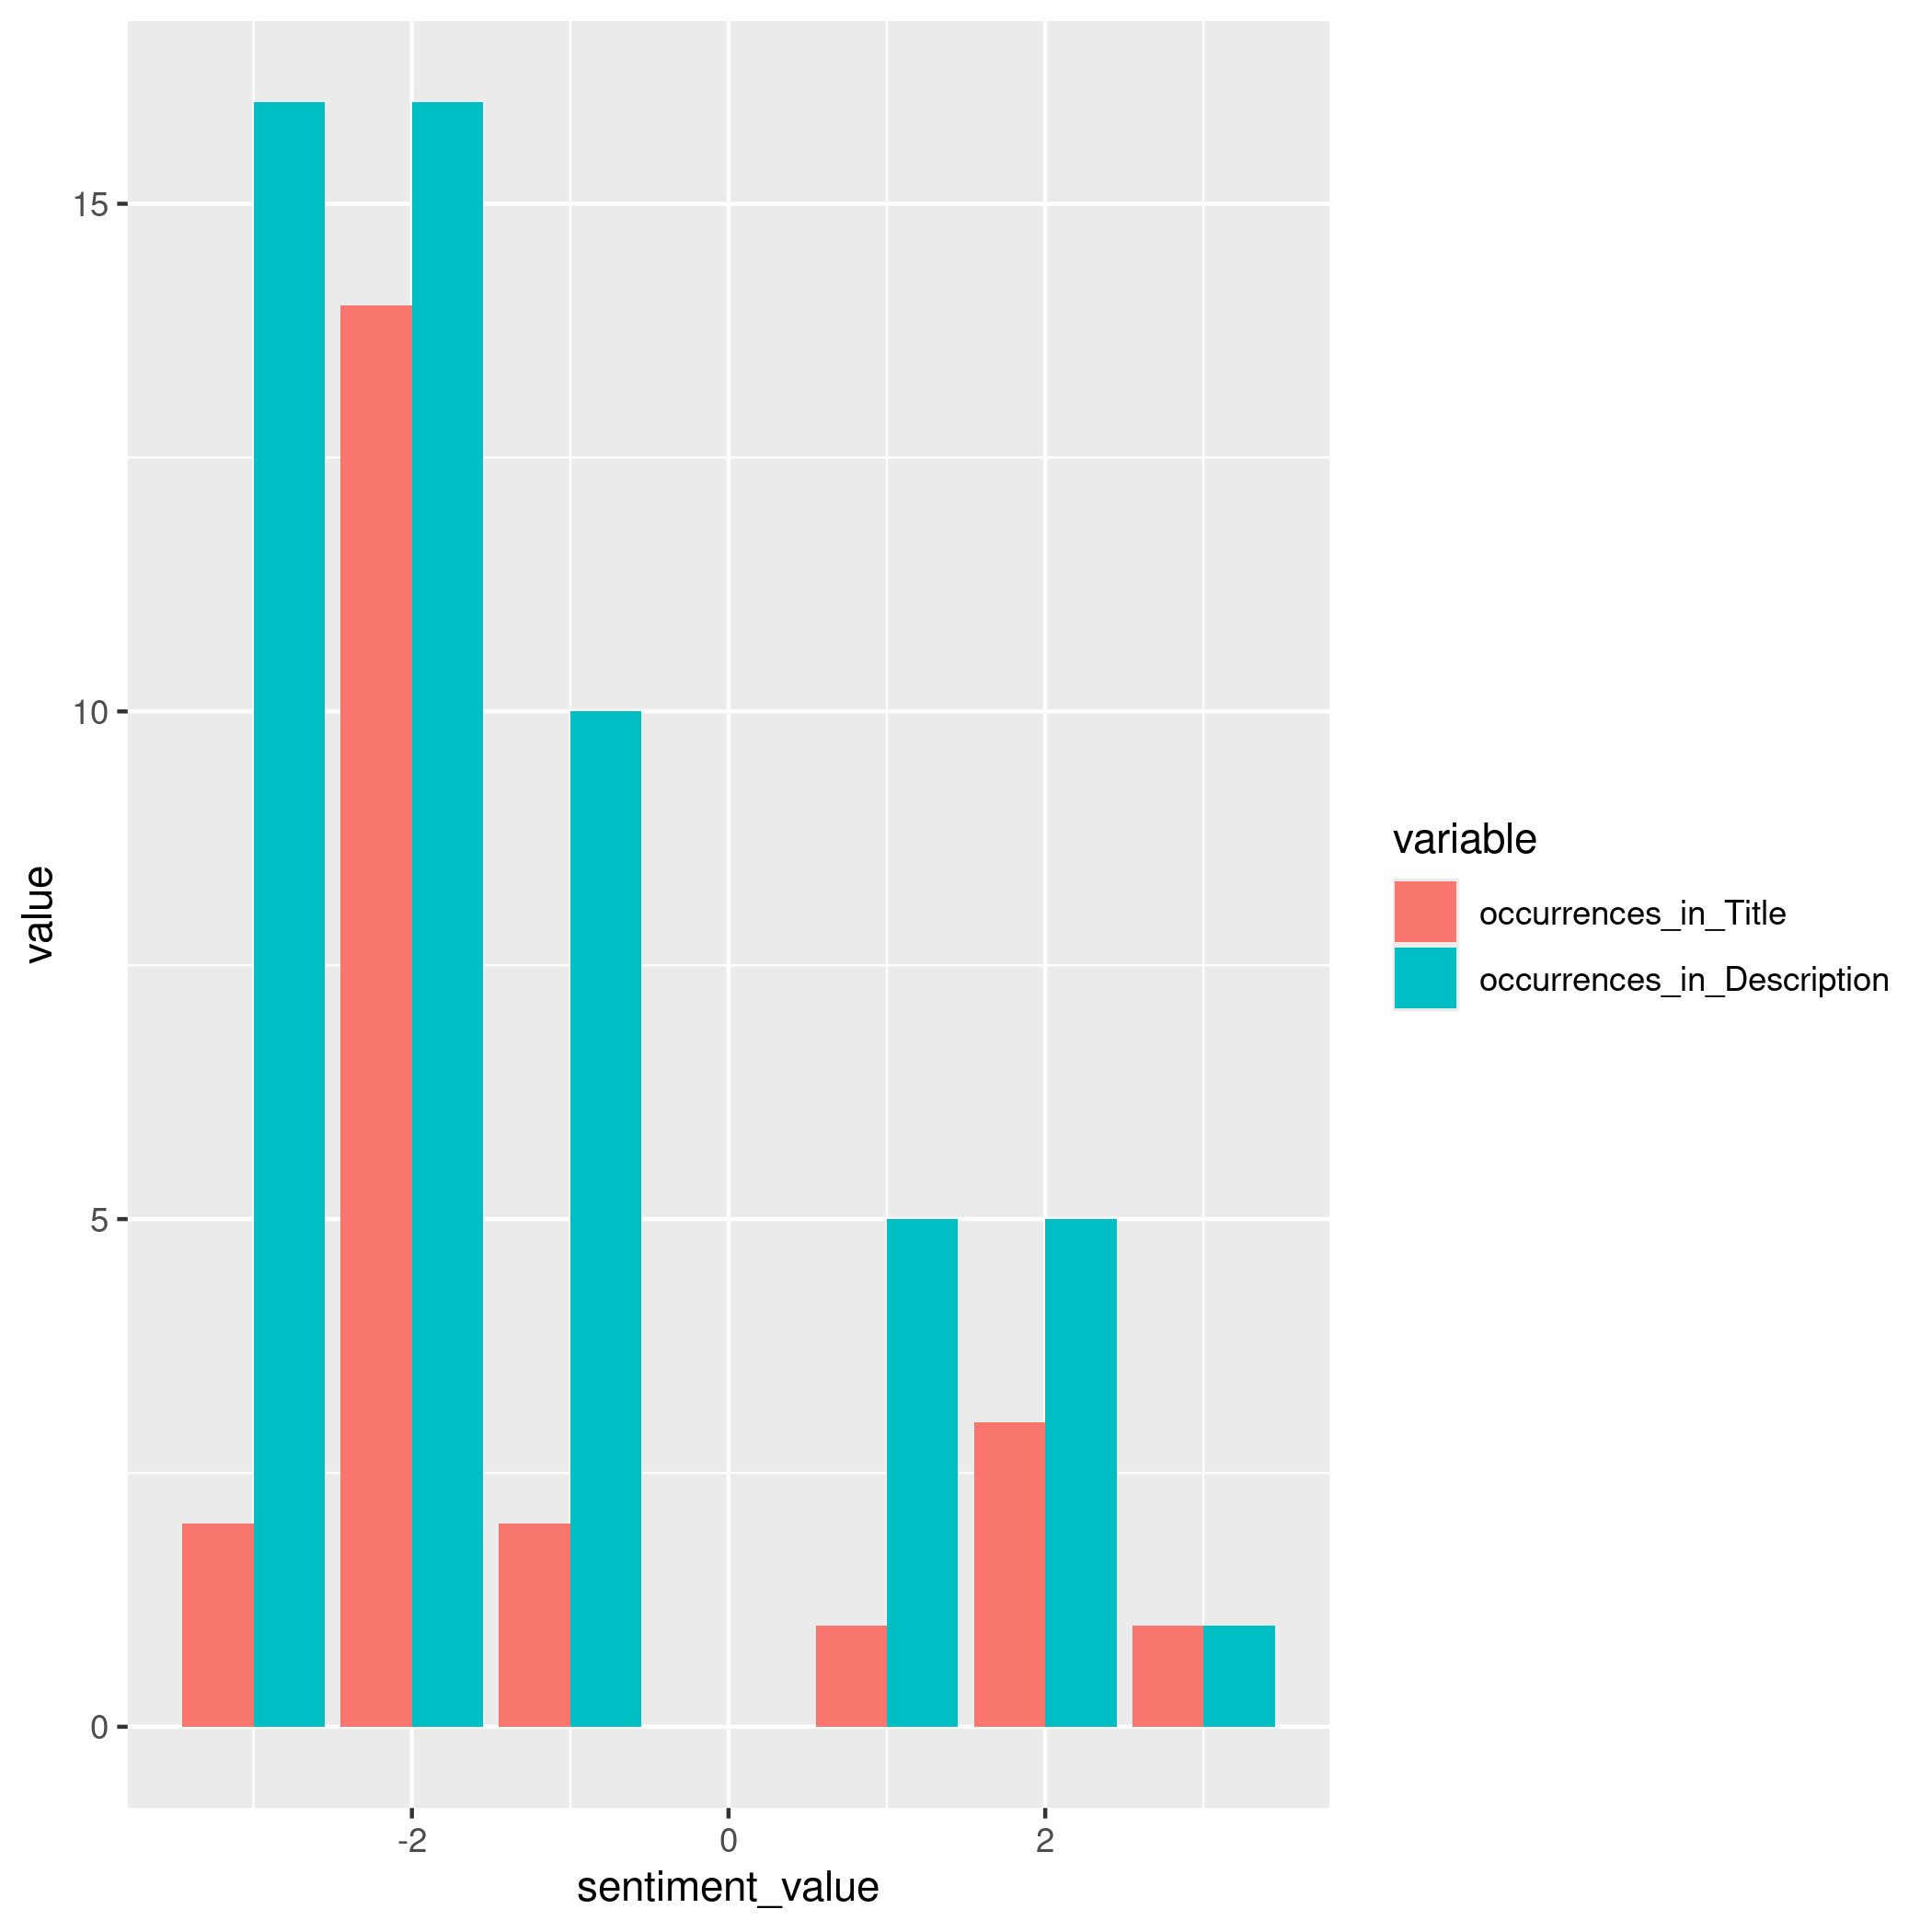 15
10
5
0
value
-2
0
2
sentiment_value
variable
occurrences_in_Title
occurrences_in_Description